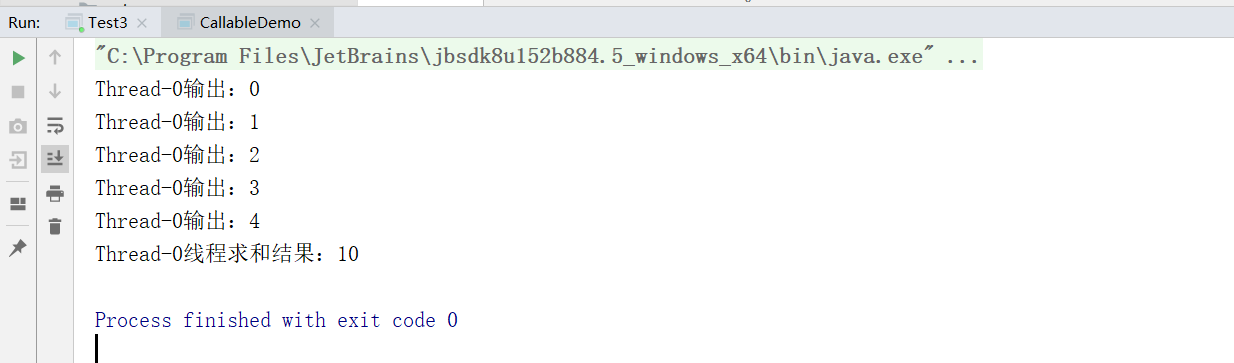 Run: Test3 × CallableDemo ×
"C:\Program Files\JetBrains\jbsdk8u152b884.5_windows_x64\bin\java.exe" ...
Thread-0输出：0
Thread-0输出：1
Thread-0输出：2
Thread-0输出：3
Thread-0输出：4
Thread-0线程求和结果：10
Process finished with exit code 0